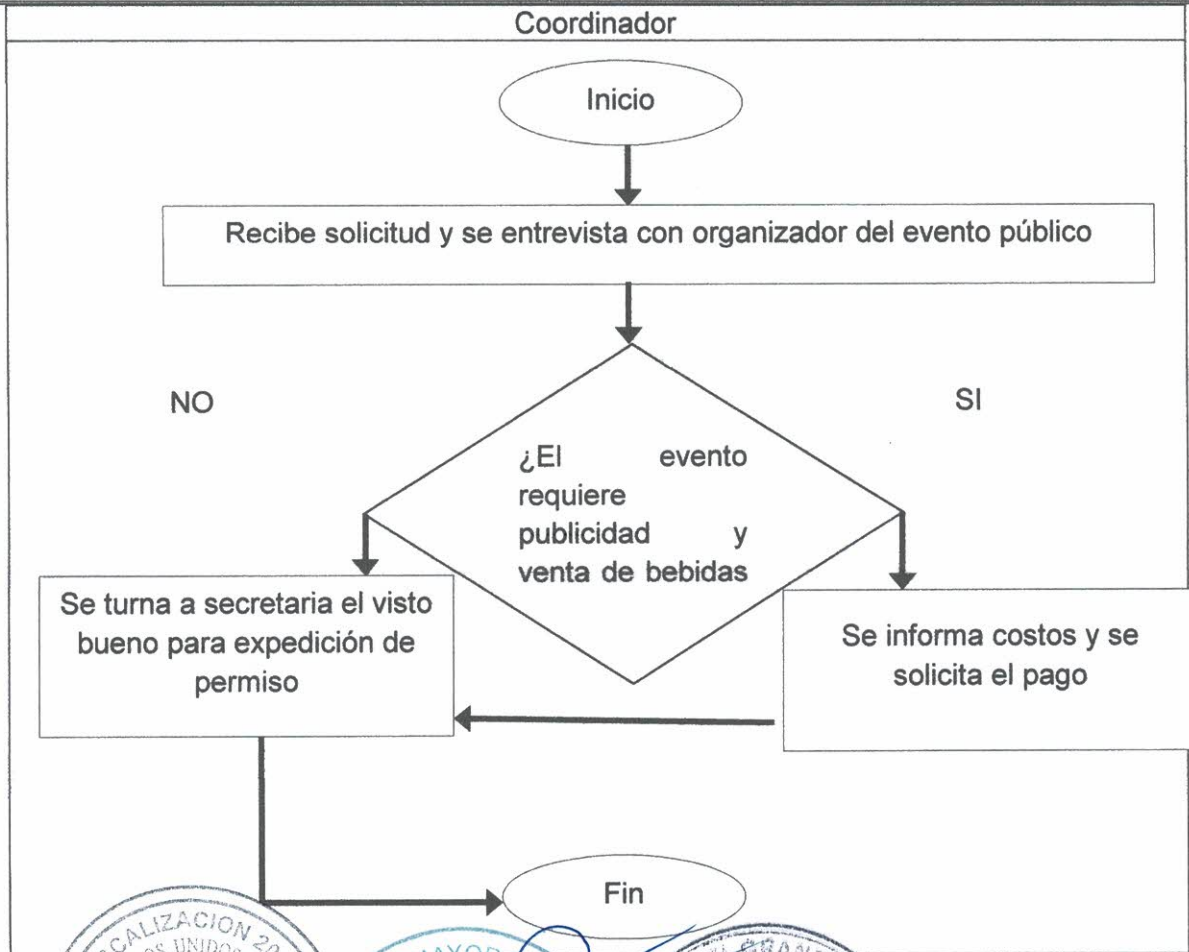 Coordinador
Inicio
Recibe solicitud y se entrevista con organizador del evento público
NO
SI
¿El evento
requiere
publicidad y
venta de bebidas
Se turna a secretaria el visto
bueno para expedición de
permiso
Se informa costos y se
solicita el pago
Fin
UNIDOS
MAYOR